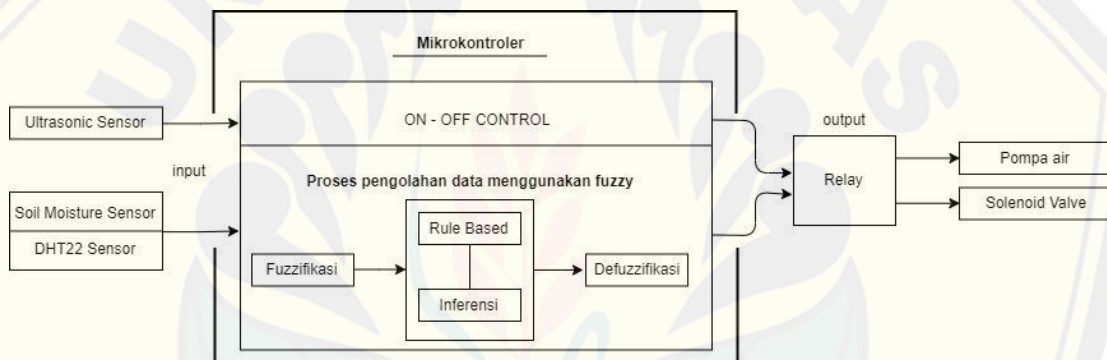 Mikrokontroler
Ultrasonic Sensor
ON - OFF CONTROL
output
input
Pompa air
Proses pengolahan data menggunakan fuzzy
Relay
Solenoid Valve
Soil Moisture Sensor
DHT22 Sensor
Rule Based
Fuzzifikasi
Defuzzifikasi
Inferensi